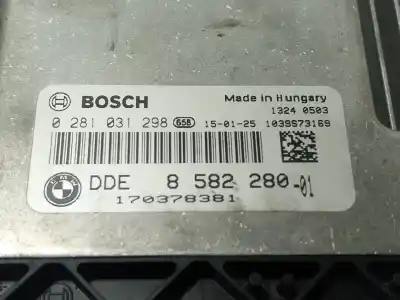 BOSCH
Made in Hungary
1324 0503
0 281 031 298 G5B 15-01-25 1039S73169
DDE 8 582 280-01
170378381